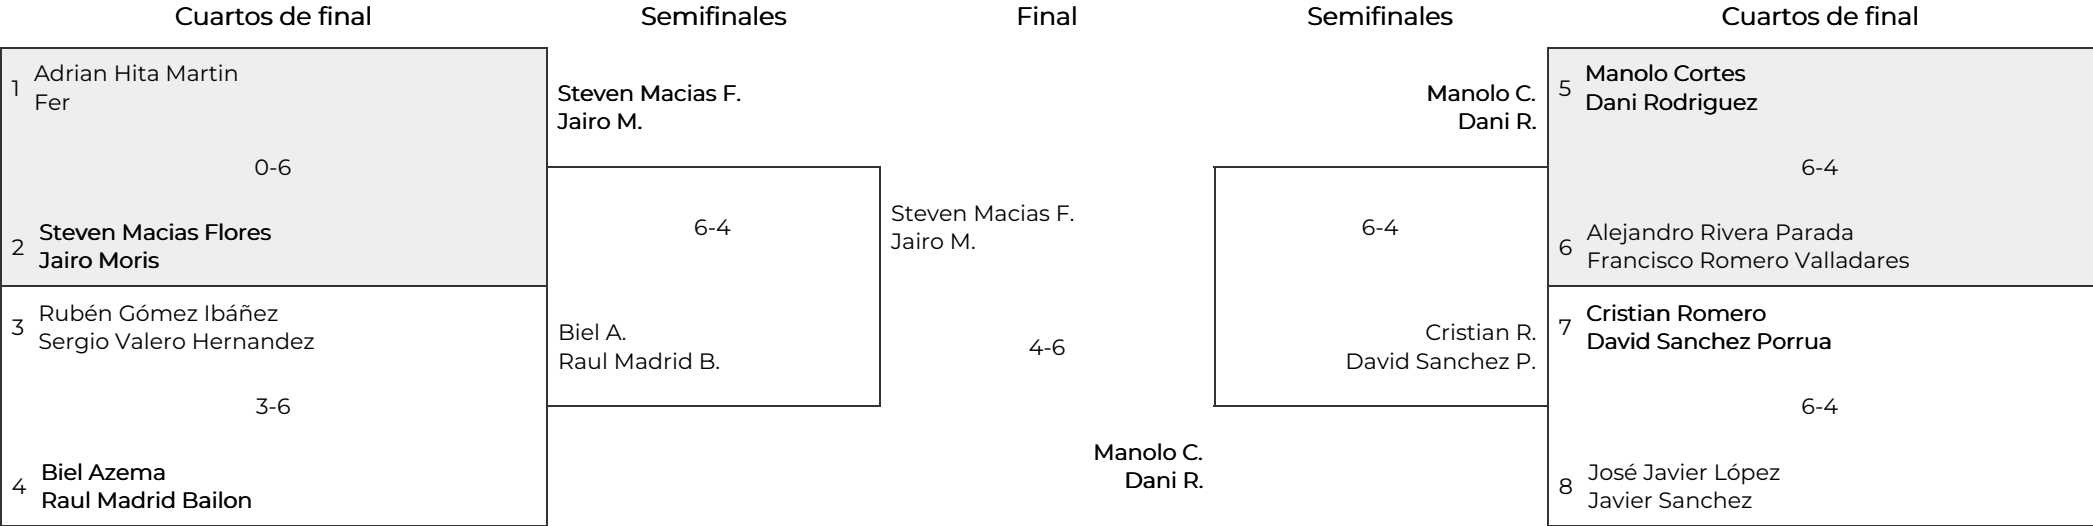 Cuartos de final
Semifinales
Final
Semifinales
Cuartos de final
1
Adrian Hita Martin
Fer
0-6
2
Steven Macias Flores
Jairo Moris
3
Rubén Gómez Ibáñez
Sergio Valero Hernandez
3-6
4
Biel Azema
Raul Madrid Bailon
Steven Macias F.
Jairo M.
6-4
Biel A.
Raul Madrid B.
Steven Macias F.
Jairo M.
4-6
Manolo C.
Dani R.
Manolo C.
Dani R.
6-4
Cristian R.
David Sanchez P.
5
Manolo Cortes
Dani Rodriguez
6-4
6
Alejandro Rivera Parada
Francisco Romero Valladares
7
Cristian Romero
David Sanchez Porrua
6-4
8
José Javier López
Javier Sanchez